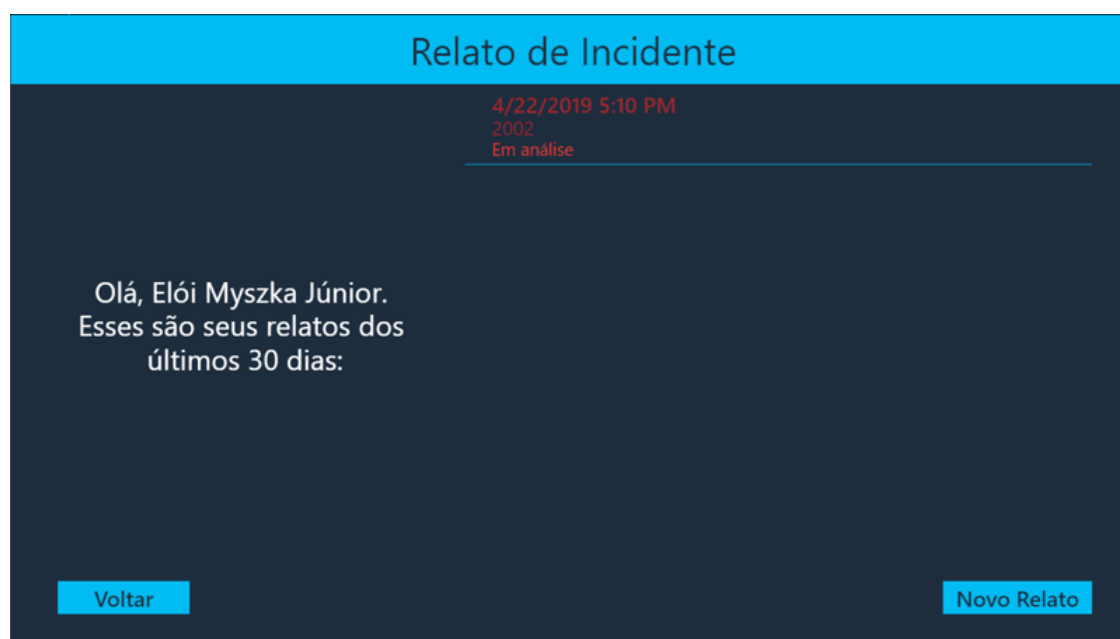 Relato de Incidente
4/22/2019 5:10 PM
2002
Em análise
Olá, Elói Myszka Júnior.
Esses são seus relatos dos
últimos 30 dias:
Voltar
Novo Relato